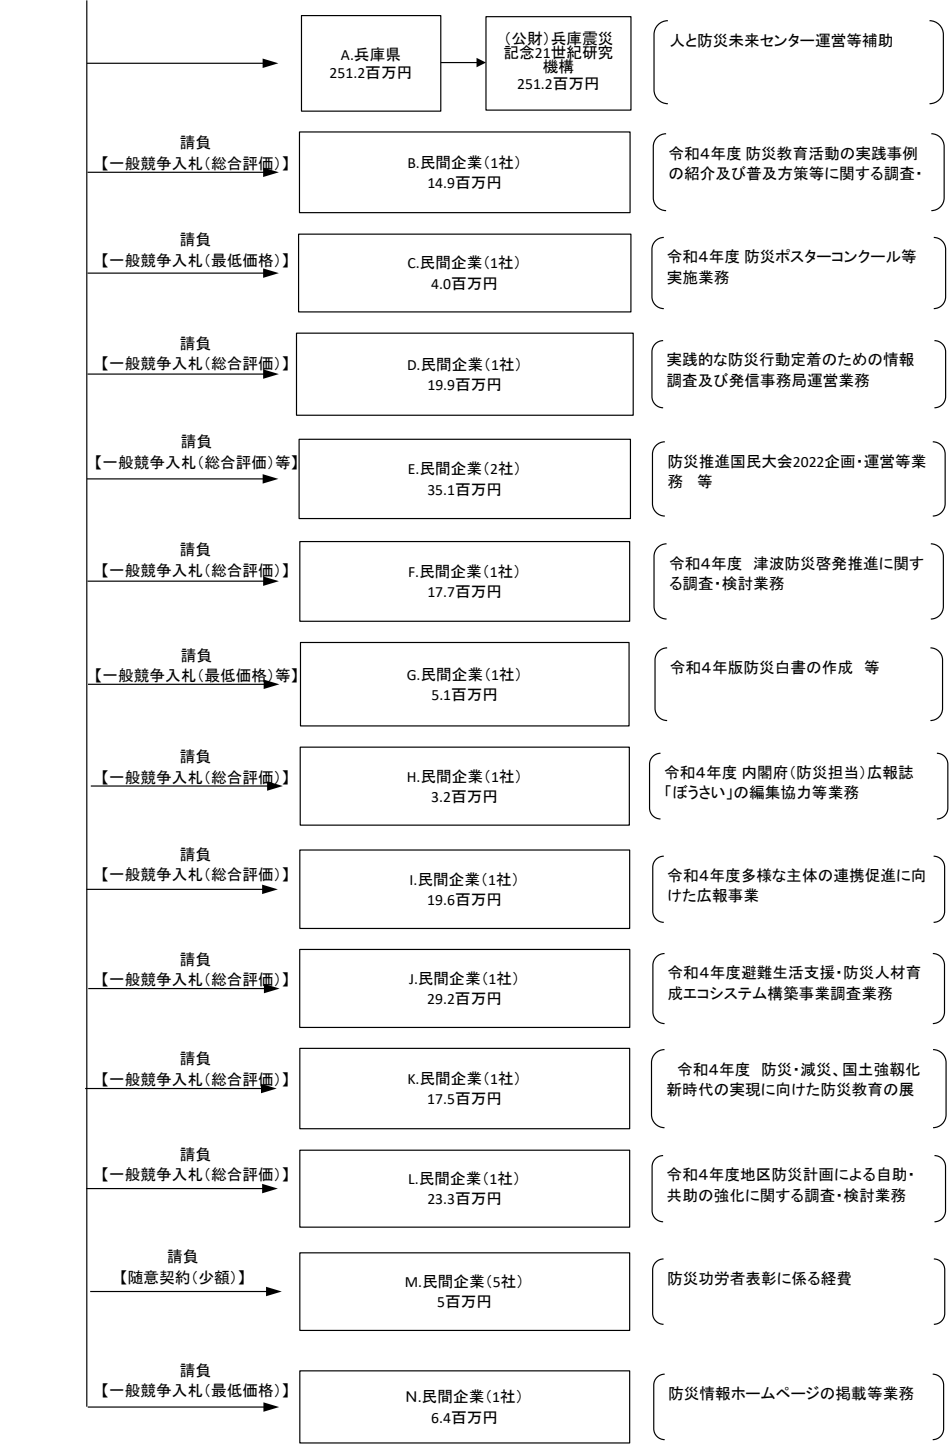 A.兵庫県
251.2百万円
(公財)兵庫震災
記念21世紀研究
機構
251.2百万円
人と防災未来センター運営等補助
請負
【一般競争入札(総合評価)】
B.民間企業(1社)
14.9百万円
令和4年度 防災教育活動の実践事例
の紹介及び普及方策等に関する調査・
請負
【一般競争入札(最低価格)】
C.民間企業(1社)
4.0百万円
令和4年度 防災ポスターコンクール等
実施業務
請負
【一般競争入札(総合評価)】
D.民間企業(1社)
19.9百万円
実践的な防災行動定着のための情報
調査及び発信事務局運営業務
請負
【一般競争入札(総合評価)等】
E.民間企業(2社)
35.1百万円
防災推進国民大会2022企画・運営等業
務 等
請負
【一般競争入札(総合評価)】
F.民間企業(1社)
17.7百万円
令和4年度 津波防災啓発推進に関す
る調査・検討業務
請負
【一般競争入札(最低価格)等】
G.民間企業(1社)
5.1百万円
令和4年版防災白書の作成 等
請負
【一般競争入札(総合評価)】
H.民間企業(1社)
3.2百万円
令和4年度 内閣府(防災担当)広報誌
「ぼうさい」の編集協力等業務
請負
【一般競争入札(総合評価)】
I.民間企業(1社)
19.6百万円
令和4年度多様な主体の連携促進に向
けた広報事業
請負
【一般競争入札(総合評価)】
J.民間企業(1社)
29.2百万円
令和4年度避難生活支援・防災人材育
成エコシステム構築事業調査業務
請負
【一般競争入札(総合評価)】
K.民間企業(1社)
17.5百万円
令和4年度 防災・減災、国土強靱化
新時代の実現に向けた防災教育の展
請負
【一般競争入札(総合評価)】
L.民間企業(1社)
23.3百万円
令和4年度地区防災計画による自助・
共助の強化に関する調査・検討業務
請負
【随意契約(少額)】
M.民間企業(5社)
5百万円
防災功労者表彰に係る経費
請負
【一般競争入札(最低価格)】
N.民間企業(1社)
6.4百万円
防災情報ホームページの掲載等業務